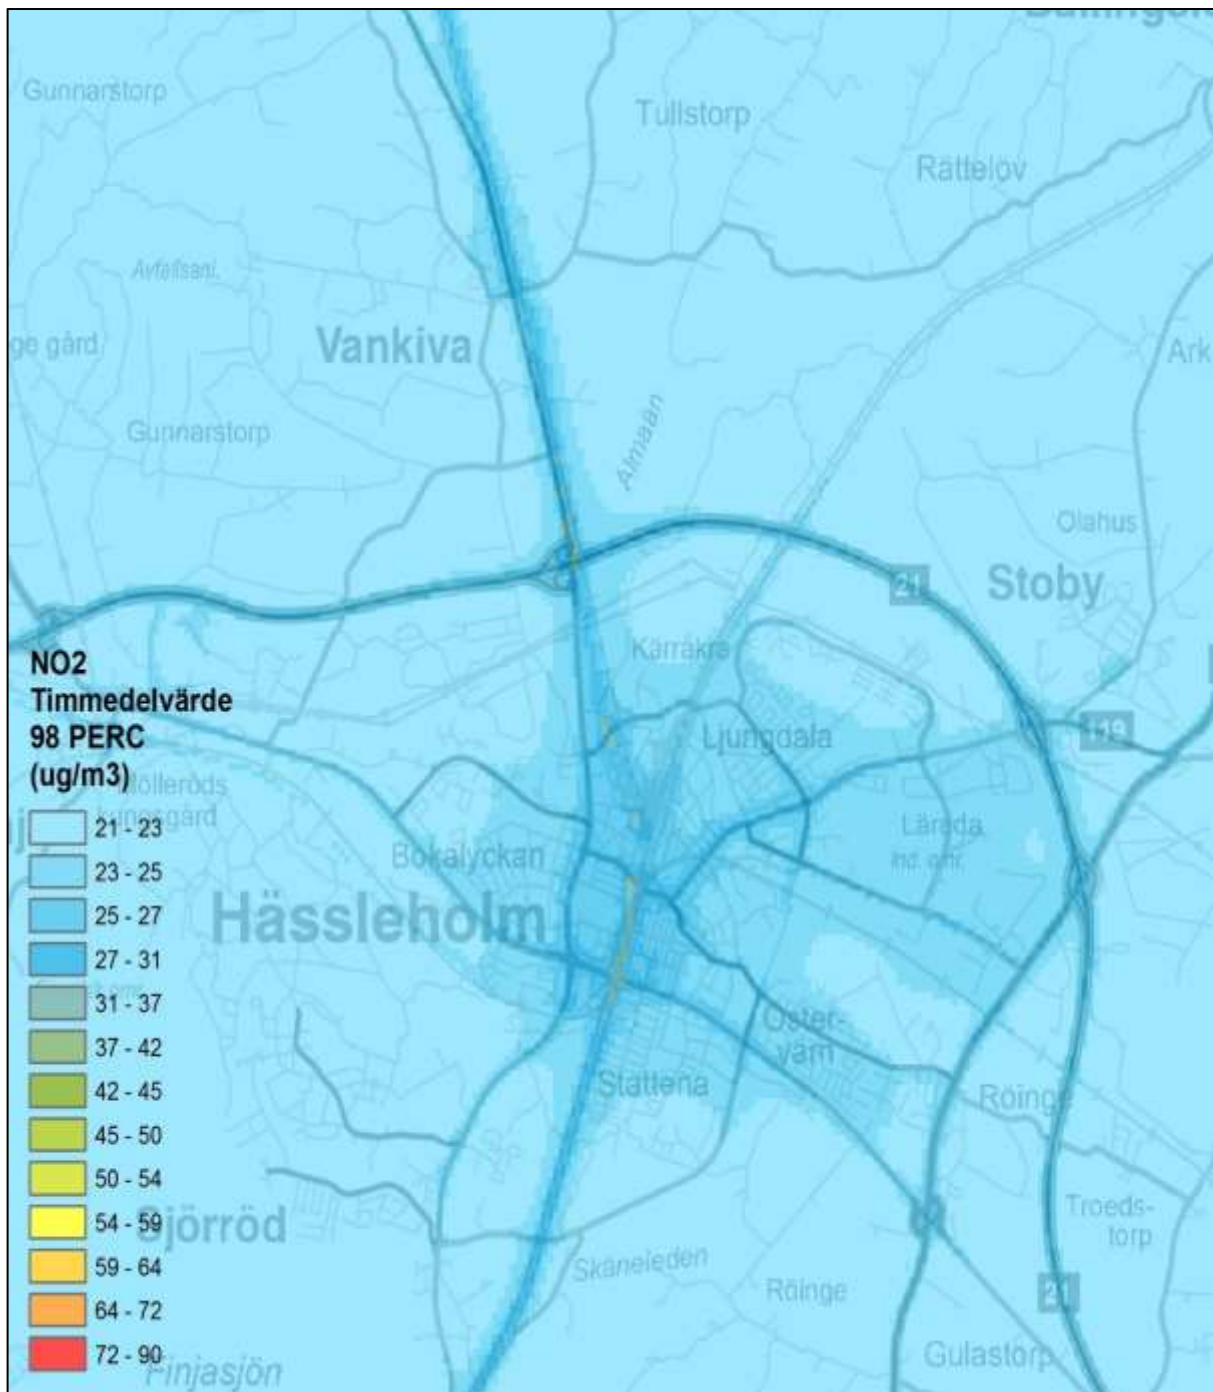 Gunnarstorp
Tullstorp
Rättelöv
Avfallsanl.
ge gård
Vankiva
Ark
Gunnarstorp
Almaån
Olahus
21
Stoby
Kärråkra
NO2
Timmedelvärde
98 PERC
(ug/m3)
Ljungdala
119
Mölleröds
kungsgård
21 - 23
Läreda
Ind. omr.
Bokalyckan
23 - 25
Hässleholm
25 - 27
27 - 31
31 - 37
Öster-
värn
37 - 42
Stattena
Röinge
42 - 45
45 - 50
50 - 54
Troeds-
torp
54 - 59
Sjörröd
59 - 64
Skåneleden
Röinge
21
64 - 72
72 - 90
Gulastorp
Finjasjön